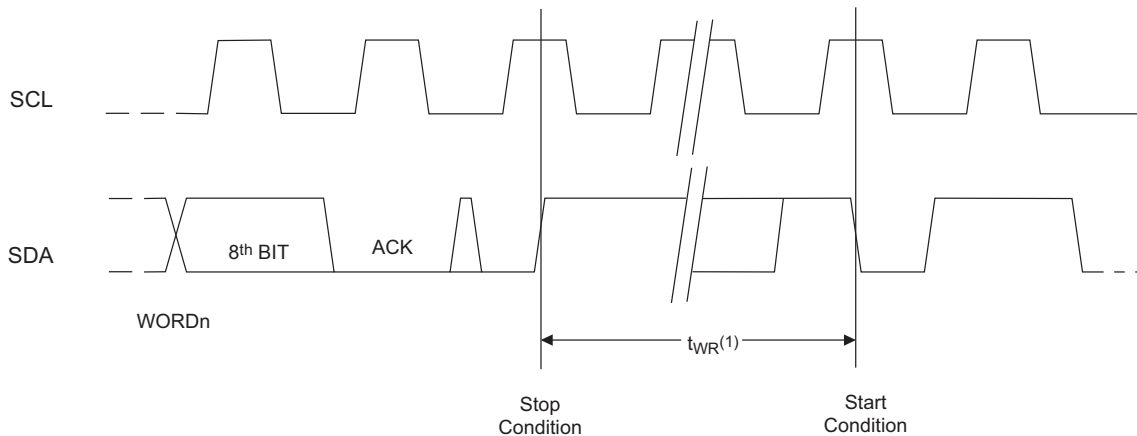 SCL
SDA
8th BIT
ACK
WORDn
tWR(1)
Stop
Condition
Start
Condition